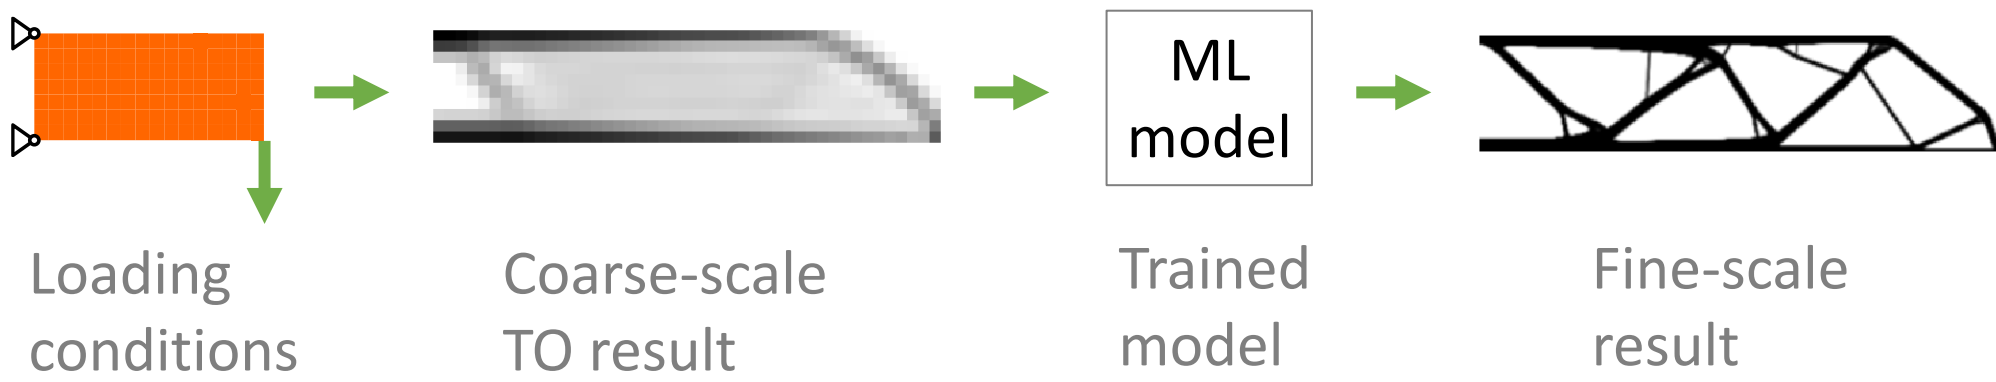 ML
model
Loading
conditions
Coarse-scale
TO result
Trained
model
Fine-scale
result